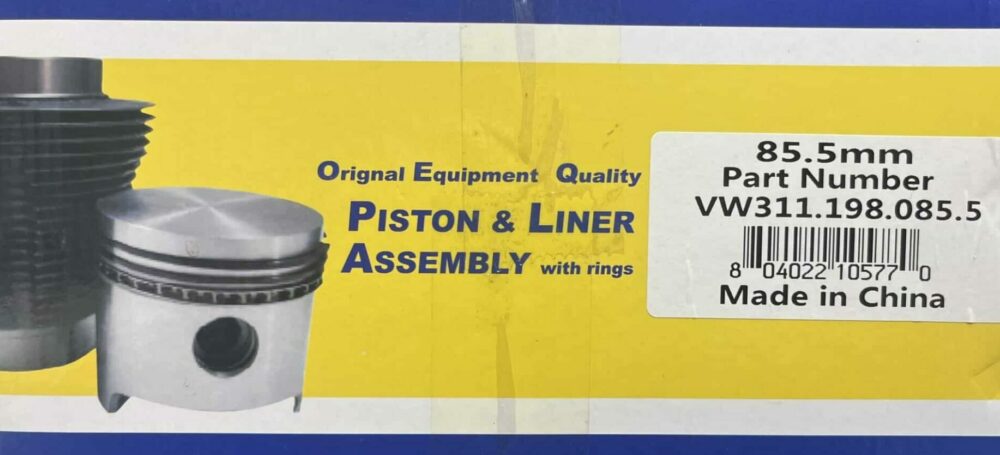 Orignal Equipment Quality
PISTON & LINER
ASSEMBLY with rings
85.5mm
Part Number
VW311.198.085.5
8 04022 10577 0
Made in China